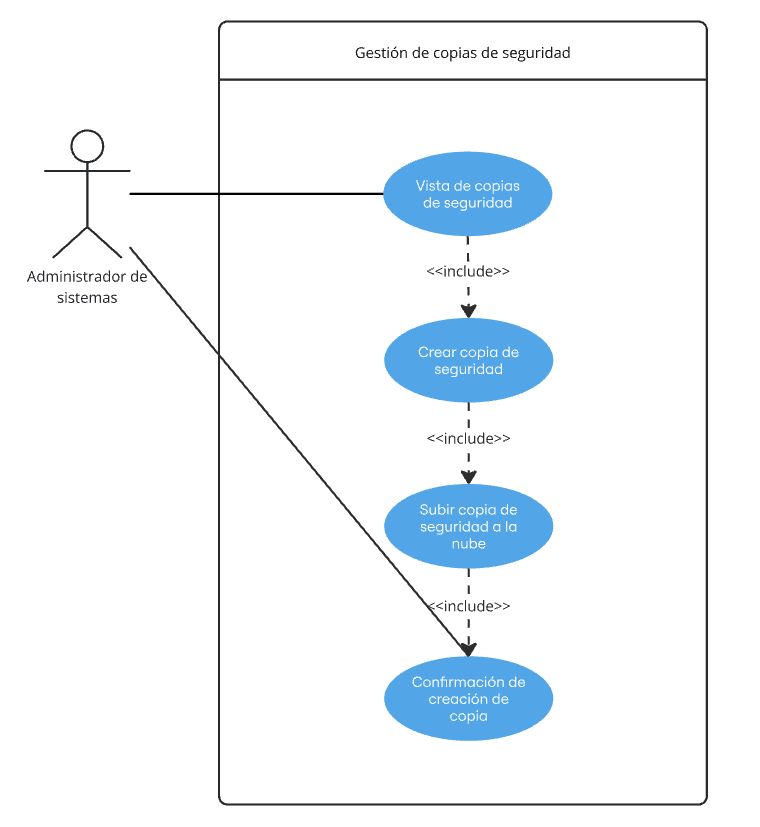 Gestión de copias de seguridad
Vista de copias
de seguridad
<<include>>
Administrador de
sistemas
Crear copia de
seguridad
<<include>>
Subir copia de
seguridad a la
nube
<<include>>
Confirmación de
creación de
copia